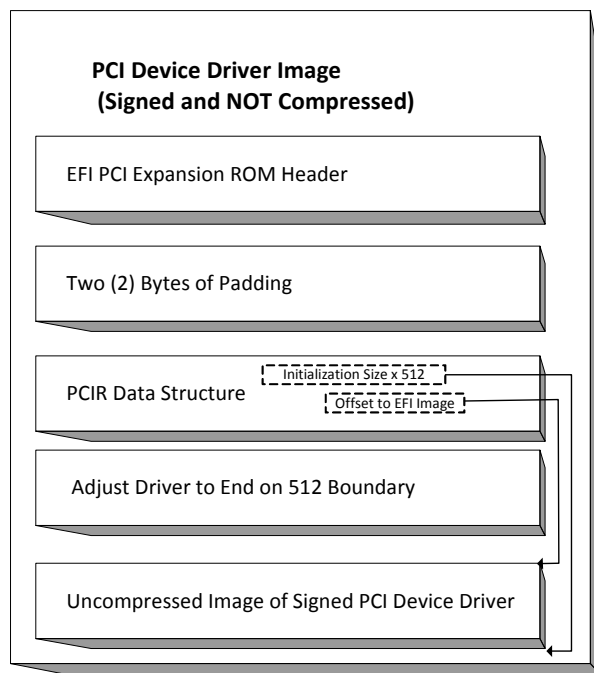 PCI Device Driver Image
(Signed and NOT Compressed)
EFI PCI Expansion ROM Header
Two (2) Bytes of Padding
Initialization Size x 512
PCIR Data Structure
Offset to EFI Image
Adjust Driver to End on 512 Boundary
Uncompressed Image of Signed PCI Device Driver